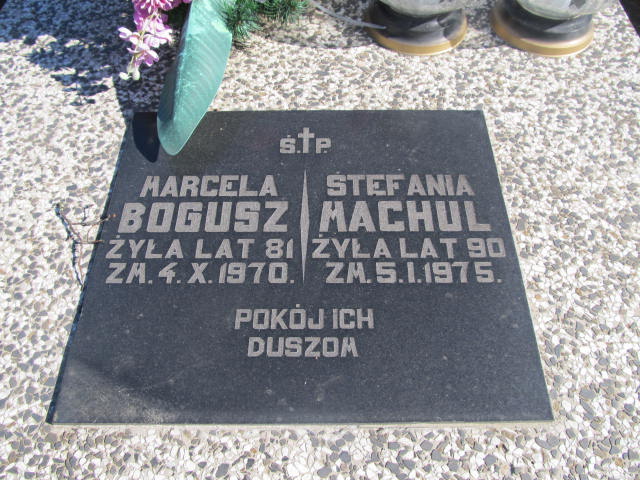 Ś.†P.
MARCELA
BOGUSZ
ŻYŁA LAT 81
ZM. 4. X. 1970.
STEFANIA
MACHUL
ŻYŁA LAT 90
ZM. 5. I. 1975.
POKÓJ ICH
DUSZOM